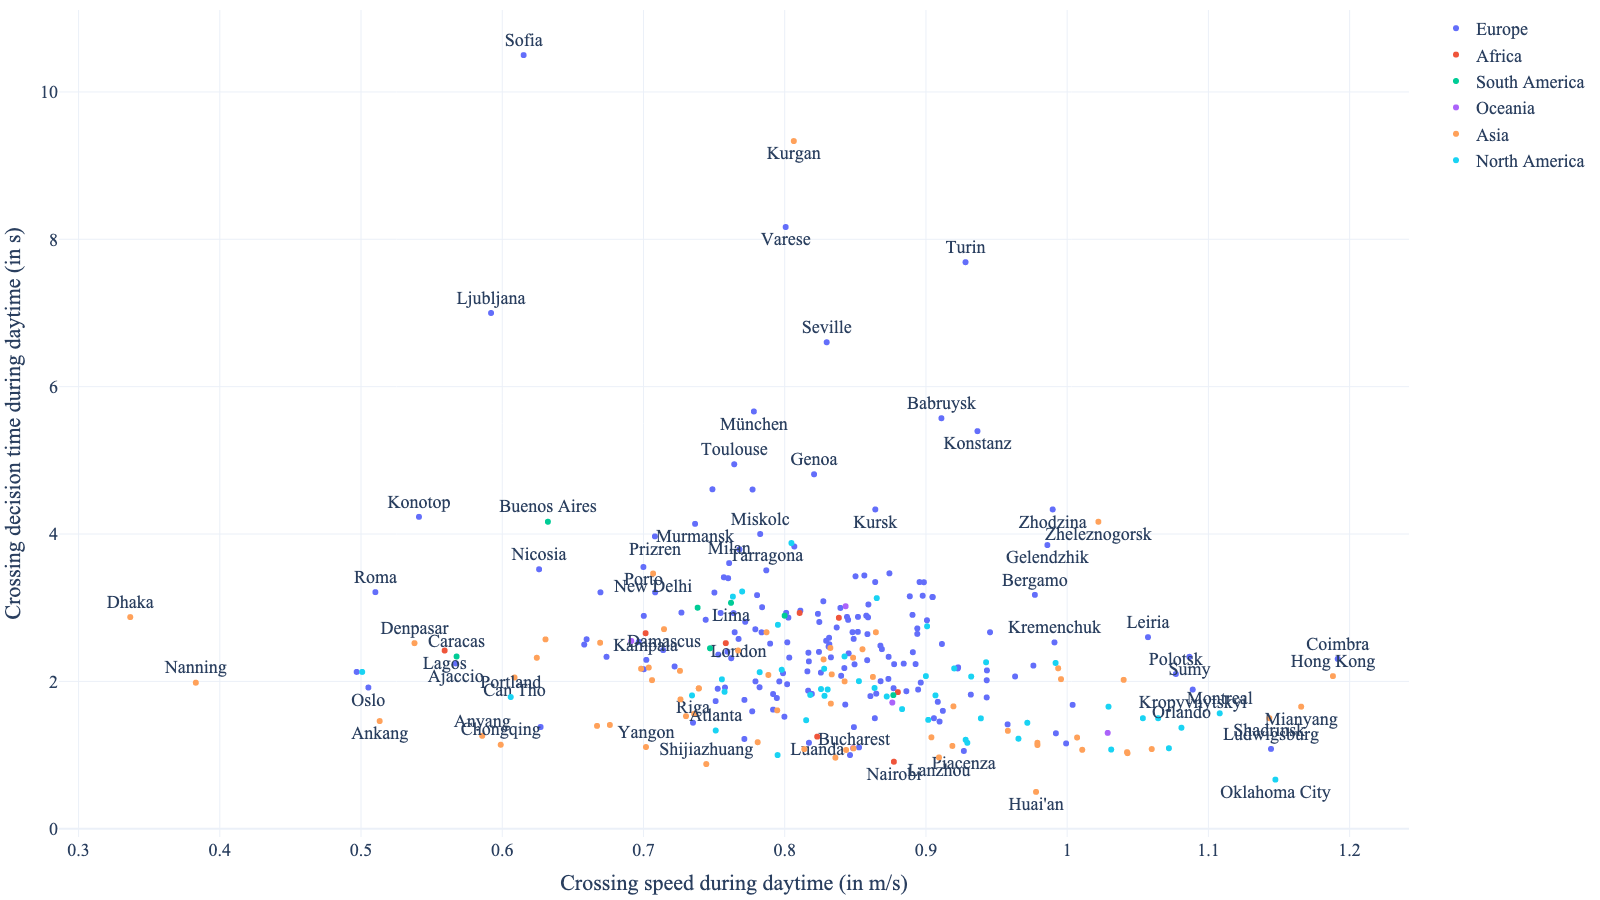 Sofia
Europe
Africa
South America
Oceania
Asia
North America
10
Kurgan
8
Varese
Turin
Ljubljana
Seville
6
Babruysk
München
Konstanz
Toulouse
Genoa
Konotop
Buenos Aires
Miskolc
Kursk
Zhodzina
4
Murmansk
Zheleznogorsk
Prizren
Milan
Nicosia
Tarragona
Gelendzhik
Roma
Porto
New Delhi
Bergamo
Dhaka
Lima
Denpasar
Leiria
Kremenchuk
Caracas
Damascus
Kampala
Coimbra
London
Lagos
Polotsk
Hong Kong
Nanning
Sumy
Ajaccio
2
Portland
Can Tho
Oslo
Montreal
Kropyvnytskyi
Riga
Orlando
Atlanta
Anyang
Mianyang
Chongqing
Shadrinsk
Ankang
Yangon
Ludwigsburg
Bucharest
Shijiazhuang
Luanda
Piacenza
Nairobi
Lanzhou
Oklahoma City
Huai'an
0
0.3
0.4
0.5
0.6
0.7
0.8
0.9
1
1.1
1.2
Crossing speed during daytime (in m/s)
Crossing decision time during daytime (in s)